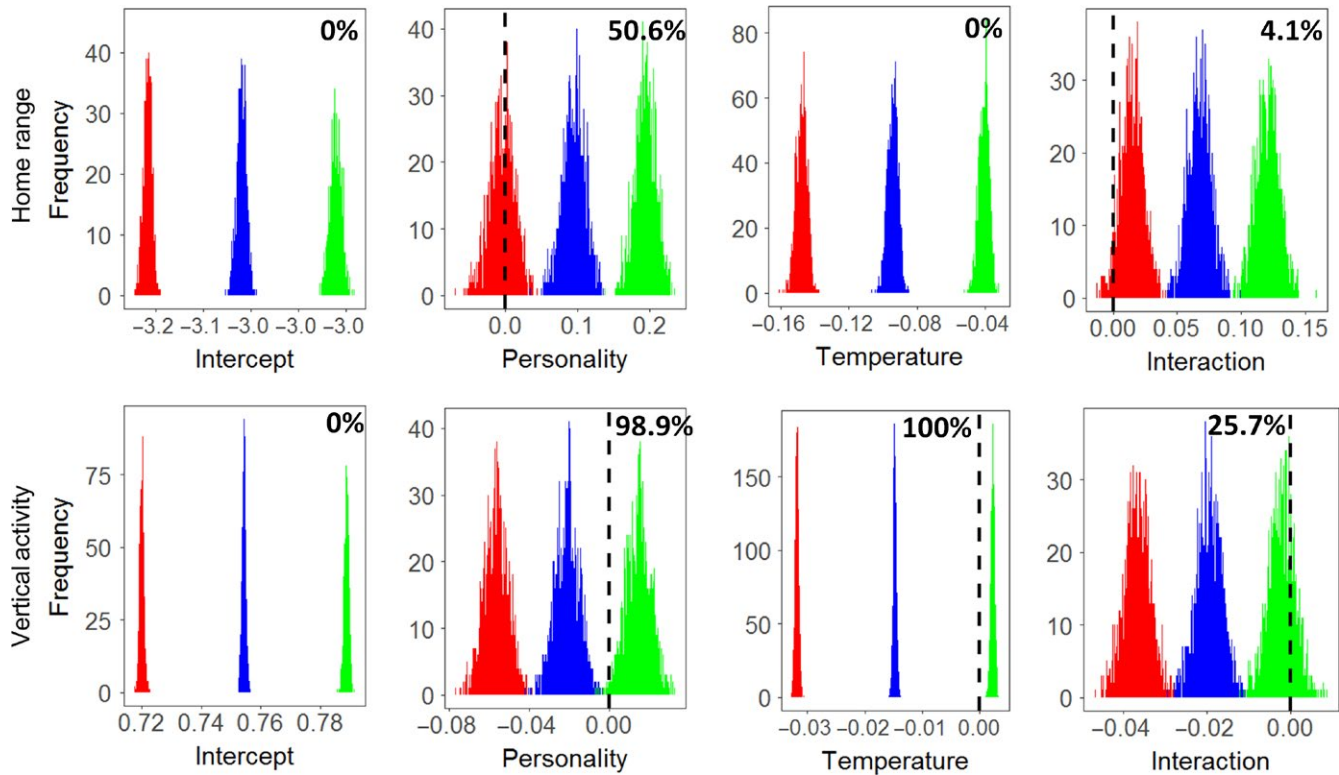 Home range
Frequency
0%
40
30
20
10
0
−3.2 −3.1 −3.0 −3.0 −3.0
Intercept
50.6%
40
30
20
10
0
0.0 0.1 0.2
Personality
0%
80
60
40
20
0
−0.16 −0.12 −0.08 −0.04
Temperature
4.1%
30
20
10
0
0.00 0.05 0.10 0.15
Interaction
Vertical activity
Frequency
0%
75
50
25
0
0.72 0.74 0.76 0.78
Intercept
98.9%
40
30
20
10
0
−0.08 −0.04 0.00
Personality
100%
150
100
50
0
−0.03 −0.02 −0.01 0.00
Temperature
25.7%
30
20
10
0
−0.04 −0.02 0.00
Interaction